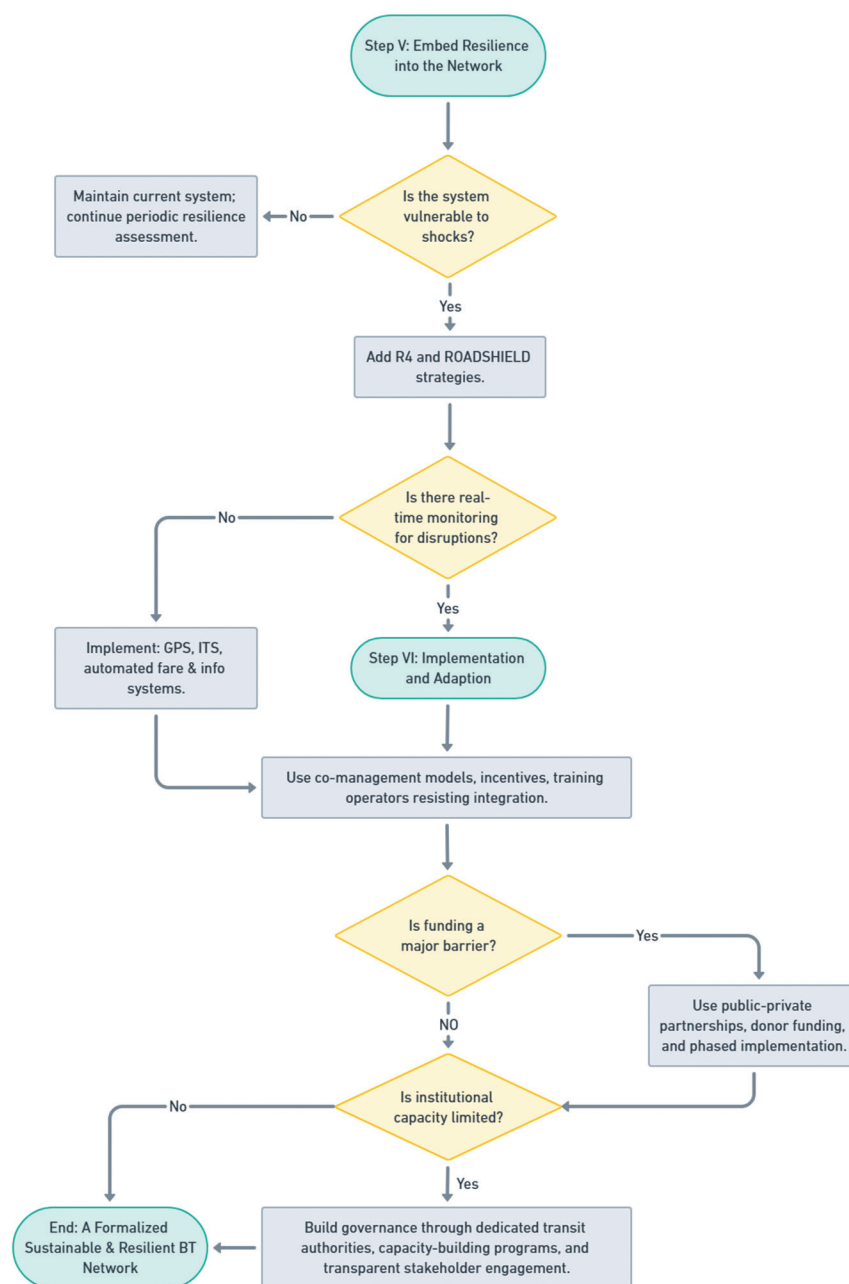 Step V: Embed Resilience
into the Network
Is the system
vulnerable to
shocks?
No
Maintain current system;
continue periodic resilience
assessment.
Yes
Add R4 and ROADSHIELD
strategies.
Is there real-
time monitoring
for disruptions?
No
Yes
Implement: GPS, ITS,
automated fare & info
systems.
Step VI: Implementation
and Adaption
Use co-management models, incentives, training
operators resisting integration.
Is funding a
major barrier?
Yes
NO
Use public-private
partnerships, donor funding,
and phased implementation.
Is institutional
capacity limited?
No
Yes
End: A Formalized
Sustainable & Resilient BT
Network
Build governance through dedicated transit
authorities, capacity-building programs, and
transparent stakeholder engagement.